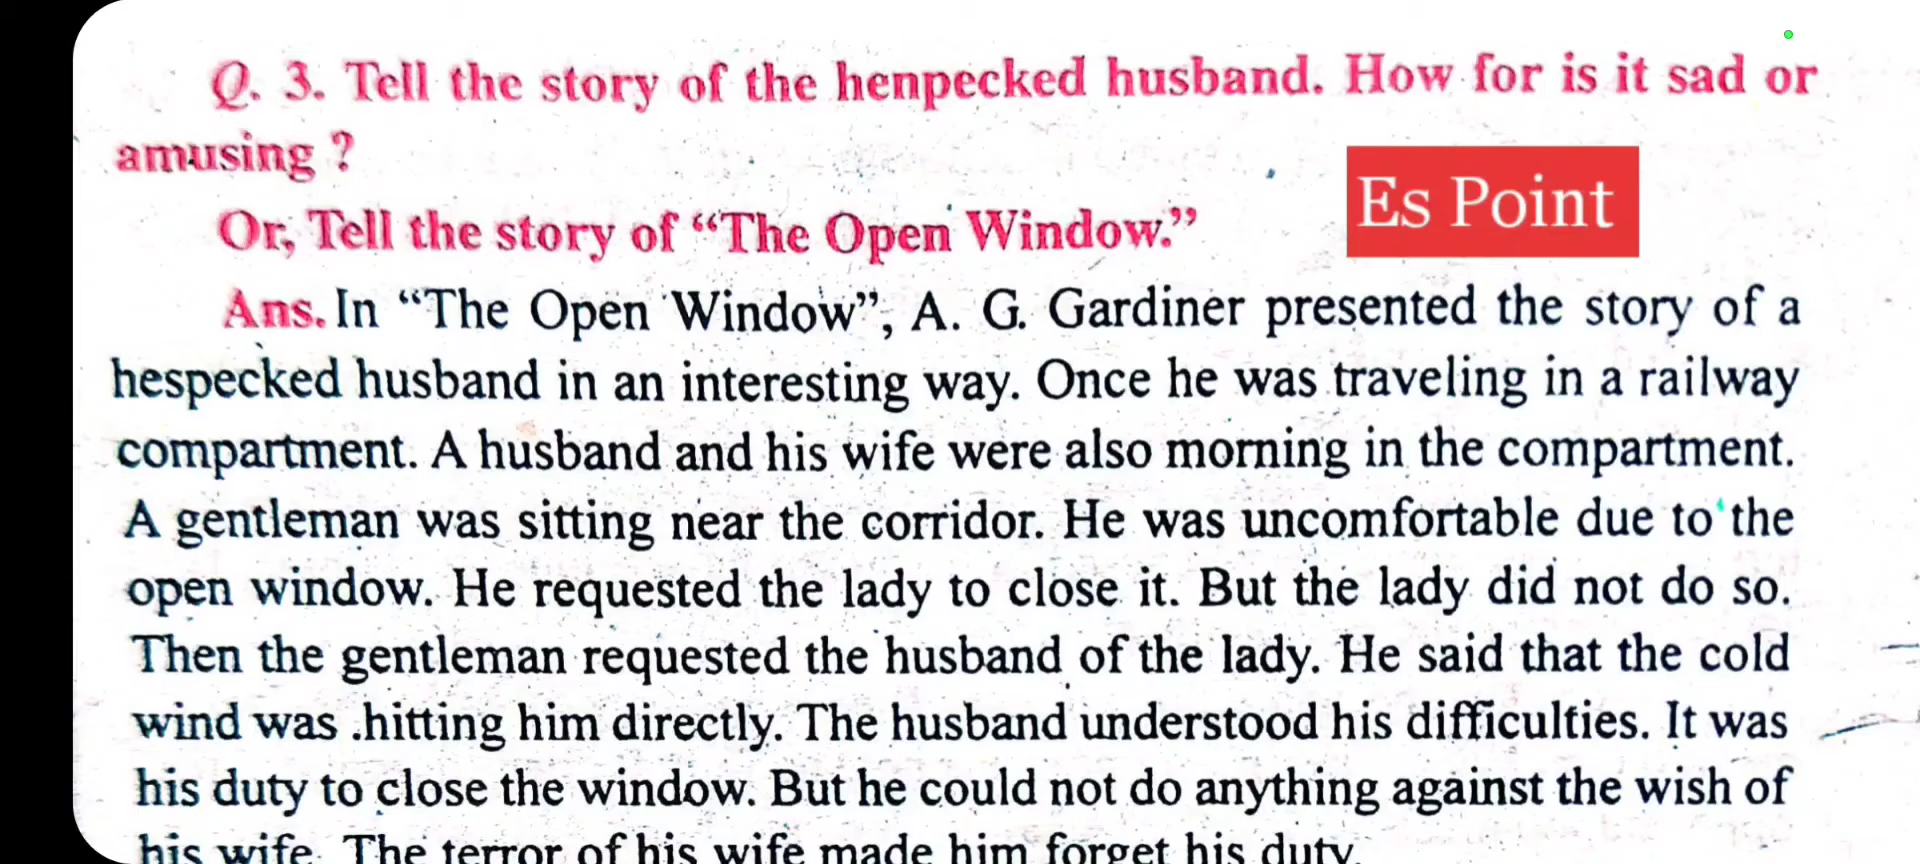 Q. 3. Tell the story of the henpecked husband. How for is it sad or
amusing ?
Es Point
Or, Tell the story of “The Open Window.”
Ans. In “The Open Window”, A. G. Gardiner presented the story of a
hespecked husband in an interesting way. Once he was traveling in a railway
compartment. A husband and his wife were also morning in the compartment.
A gentleman was sitting near the corridor. He was uncomfortable due to the
open window. He requested the lady to close it. But the lady did not do so.
Then the gentleman requested the husband of the lady. He said that the cold
wind was .hitting him directly. The husband understood his difficulties. It was
his duty to close the window. But he could not do anything against the wish of
his wife. The terror of his wife made him forget his duty.